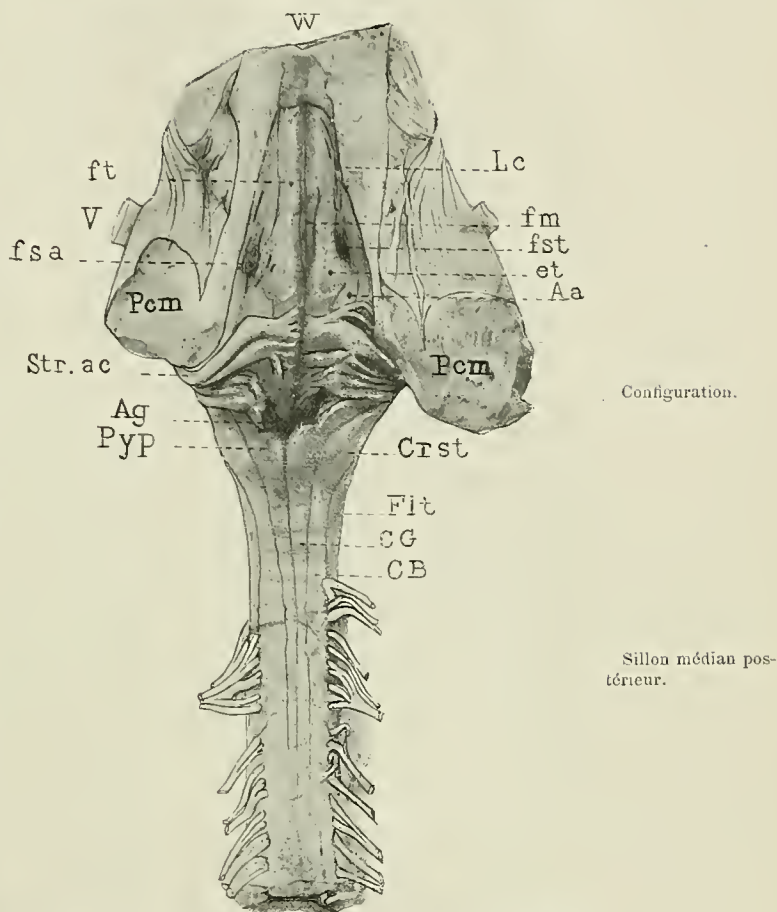 W
ft
Lc
V
fm
fsa
fst
et
Aa
Pcm
Pcm
Str.ac
Configuration.
Ag
Pyp
Crst
Flt
CG
CB
Sillon médian pos-
térieur.